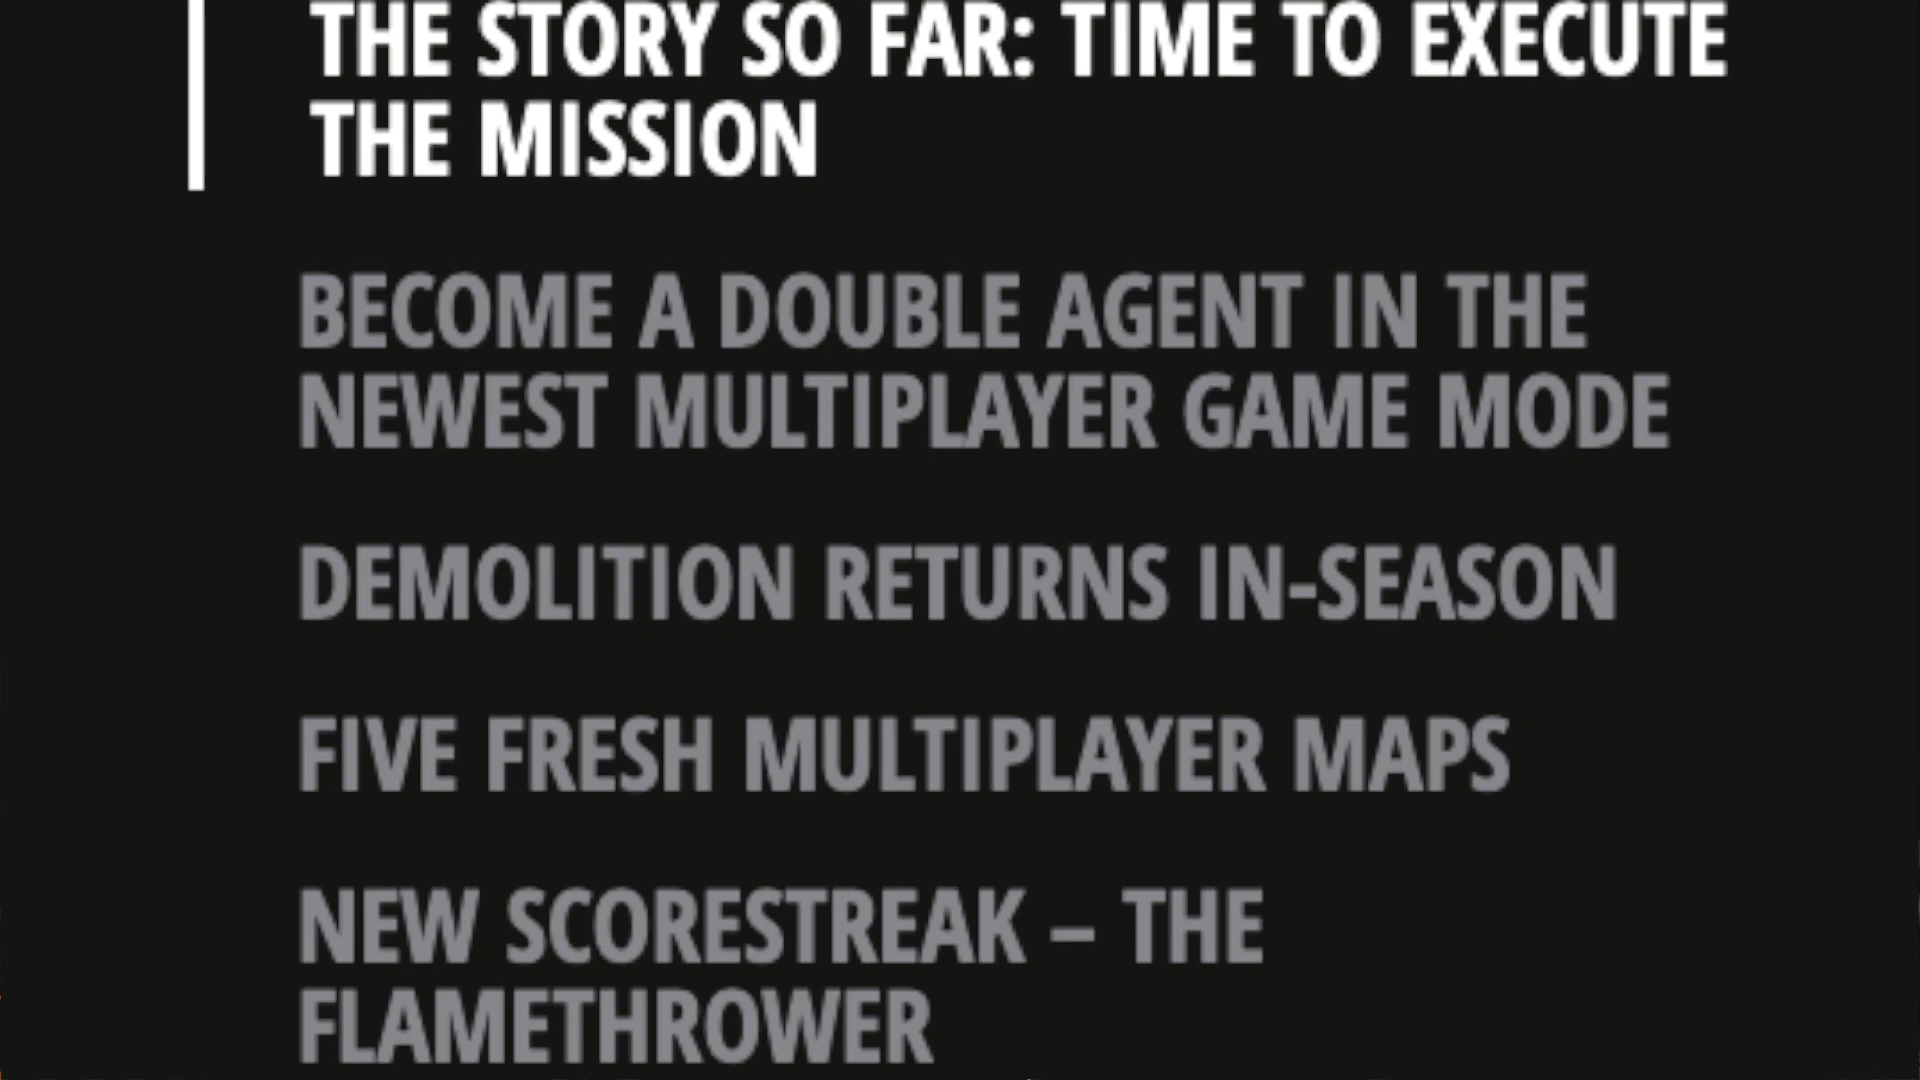 THE STORY SO FAR: TIME TO EXECUTE
THE MISSION
BECOME A DOUBLE AGENT IN THE
NEWEST MULTIPLAYER GAME MODE
DEMOLITION RETURNS IN-SEASON
FIVE FRESH MULTIPLAYER MAPS
NEW SCORESTREAK – THE
FLAMETHROWER